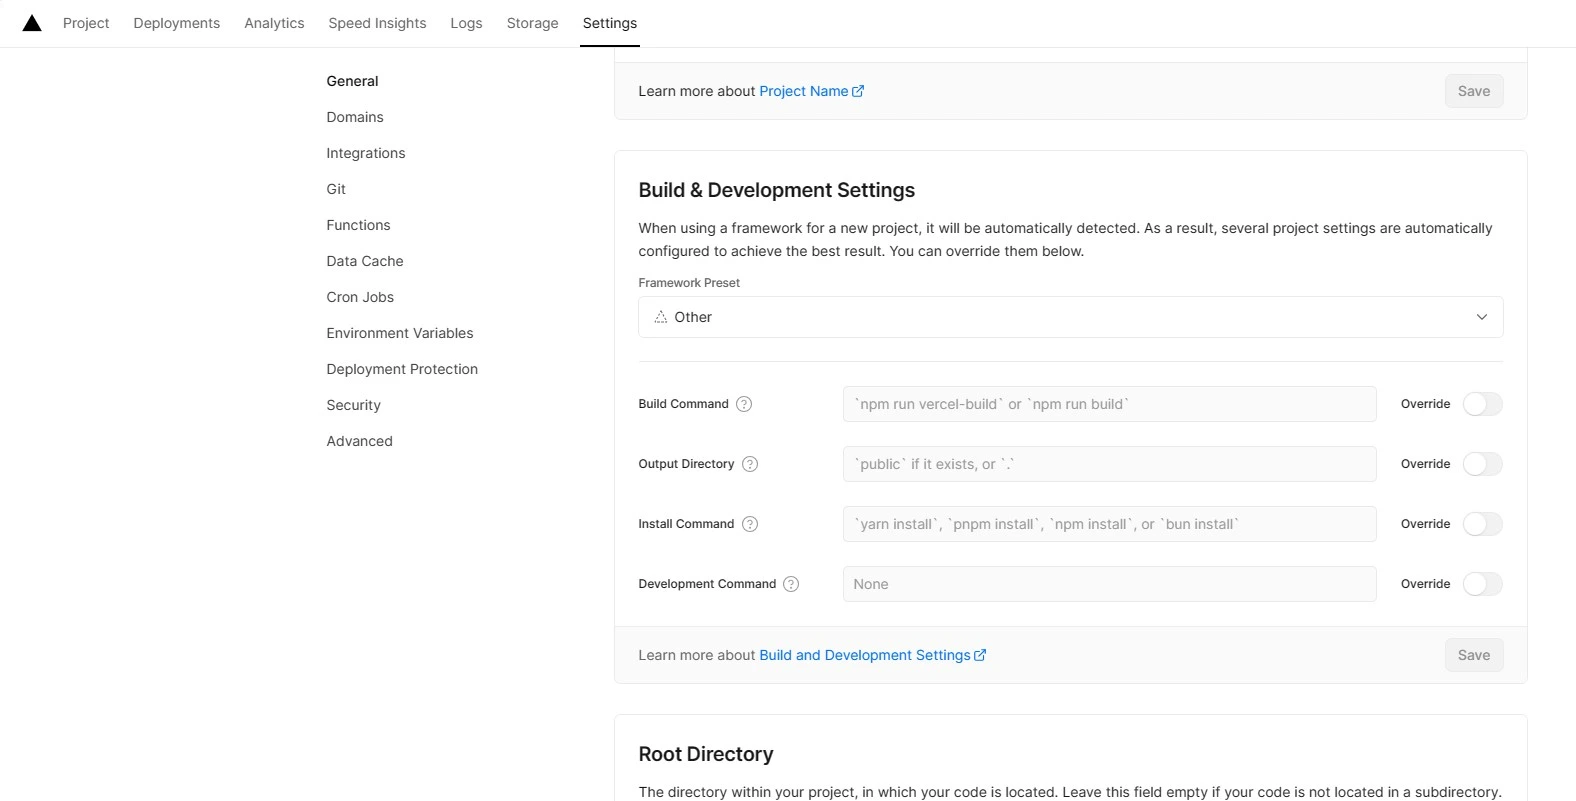 Project Deployments Analytics Speed Insights Logs Storage Settings
General
Domains
Integrations
Git
Functions
Data Cache
Cron Jobs
Environment Variables
Deployment Protection
Security
Advanced
Learn more about Project Name Save
Build & Development Settings
When using a framework for a new project, it will be automatically detected. As a result, several project settings are automatically
configured to achieve the best result. You can override them below.
Framework Preset
Other
Build Command ? `npm run vercel-build` or `npm run build` Override
Output Directory ? `public` if it exists, or `.` Override
Install Command ? `yarn install`, `pnpm install`, `npm install`, or `bun install` Override
Development Command ? None Override
Learn more about Build and Development Settings Save
Root Directory
The directory within your project, in which your code is located. Leave this field empty if your code is not located in a subdirectory.